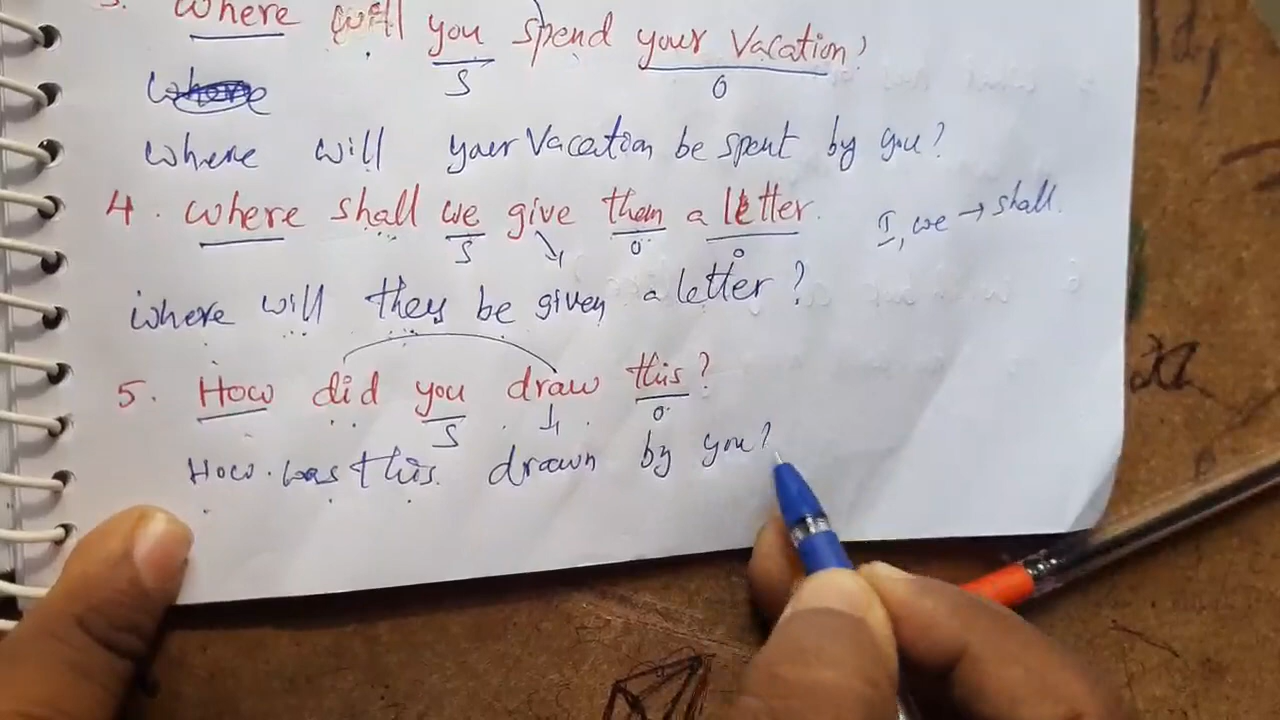 3. Where will you spend your Vacation?
S O
Where will your Vacation be spent by you?
4. Where shall we give them a letter. I, we → shall.
S O O
Where will they be given a letter?
5. How did you draw this?
S O
How was this drawn by you?